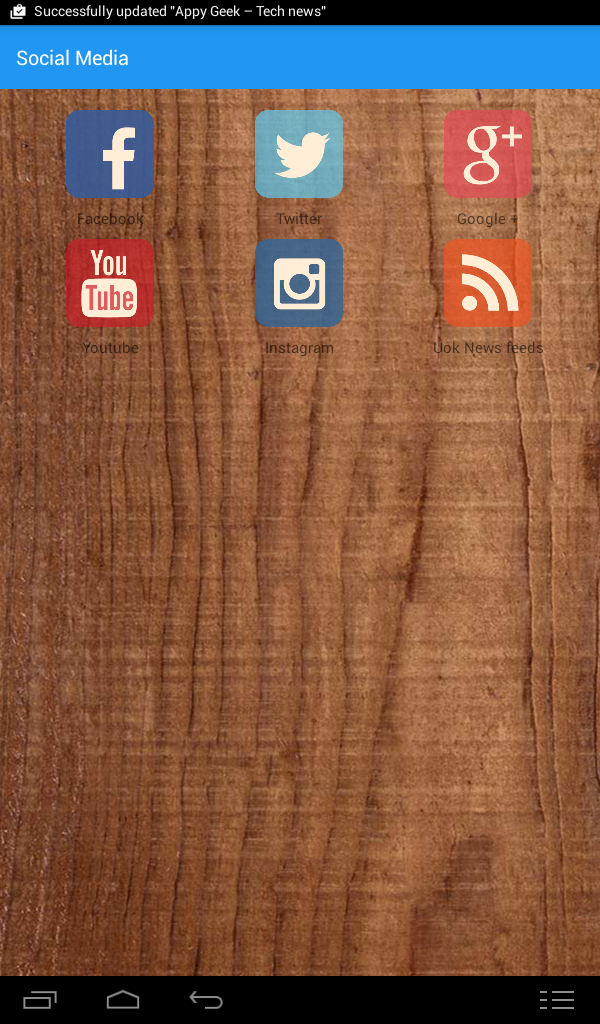 Successfully updated "Appy Geek – Tech news"
Social Media
f
g+
Facebook
Twitter
Google +
You
Tube
Youtube
Instagram
Uok News feeds